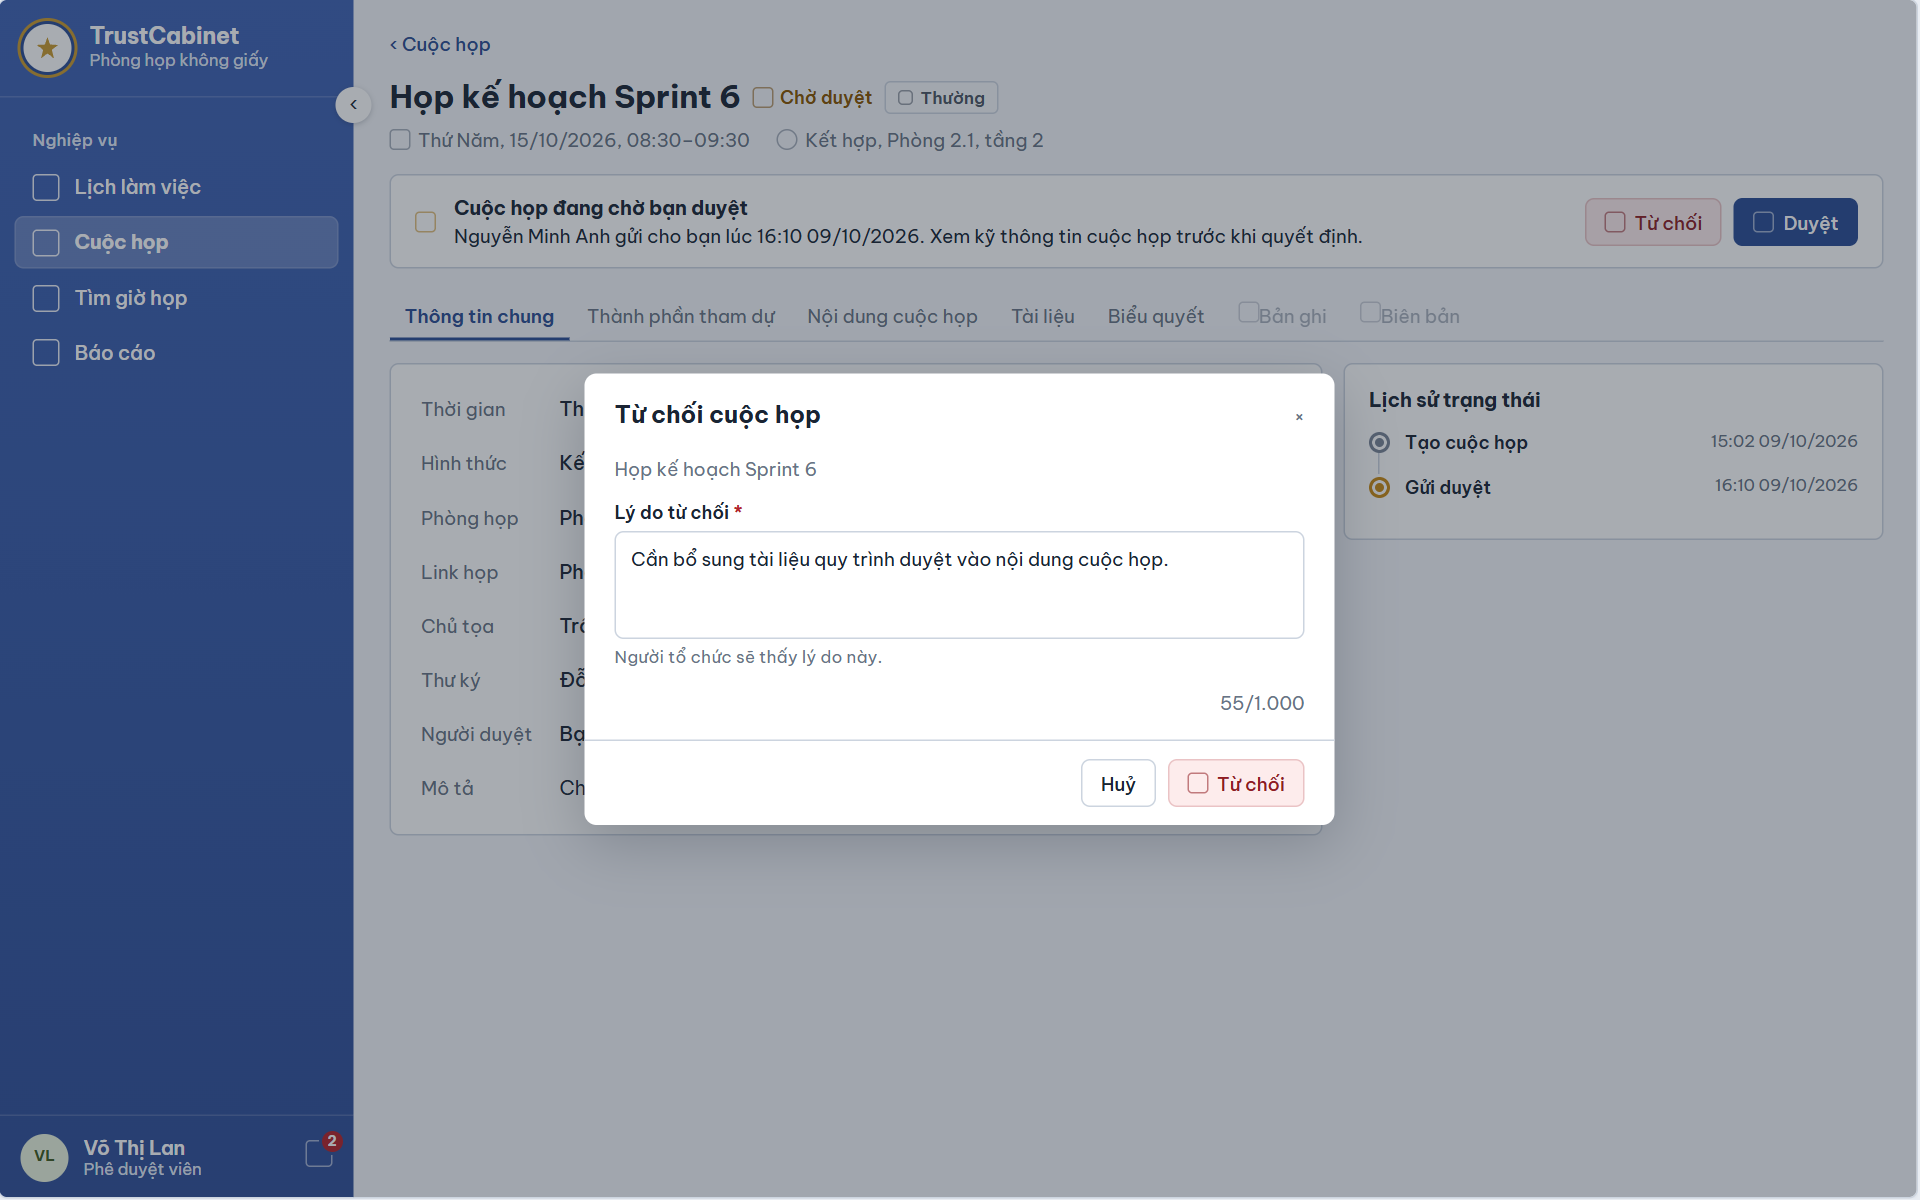 TrustCabinet
Phòng họp không giấy
Nghiệp vụ
Lịch làm việc
Cuộc họp
Tìm giờ họp
Báo cáo
VL
Võ Thị Lan
Phê duyệt viên
2
‹ Cuộc họp
Họp kế hoạch Sprint 6
Chờ duyệt
Thường
Thứ Năm, 15/10/2026, 08:30–09:30
Kết hợp, Phòng 2.1, tầng 2
Cuộc họp đang chờ bạn duyệt
Nguyễn Minh Anh gửi cho bạn lúc 16:10 09/10/2026. Xem kỹ thông tin cuộc họp trước khi quyết định.
Từ chối
Duyệt
Thông tin chung
Thành phần tham dự
Nội dung cuộc họp
Tài liệu
Biểu quyết
Bản ghi
Biên bản
Thời gian
Th
Hình thức
Kế
Phòng họp
Ph
Link họp
Ph
Chủ tọa
Thư ký
Đỗ
Người duyệt
Bạ
Mô tả
Ch
Lịch sử trạng thái
Tạo cuộc họp
15:02 09/10/2026
Gửi duyệt
16:10 09/10/2026
Từ chối cuộc họp
×
Họp kế hoạch Sprint 6
Lý do từ chối *
Cần bổ sung tài liệu quy trình duyệt vào nội dung cuộc họp.
Người tổ chức sẽ thấy lý do này.
55/1.000
Huỷ
Từ chối